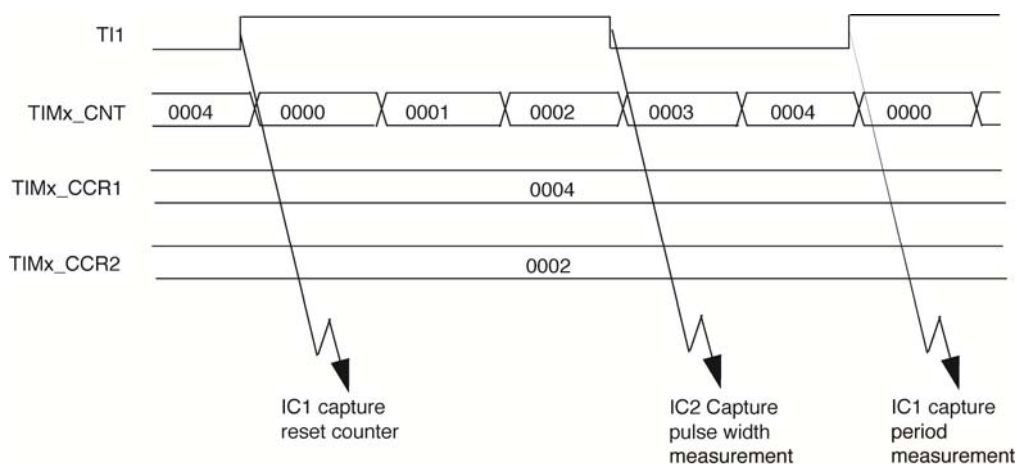 TI1
TIMx_CNT 0004 0000 0001 0002 0003 0004 0000
TIMx_CCR1 0004
TIMx_CCR2 0002
IC1 capture
reset counter
IC2 Capture
pulse width
measurement
IC1 capture
period
measurement